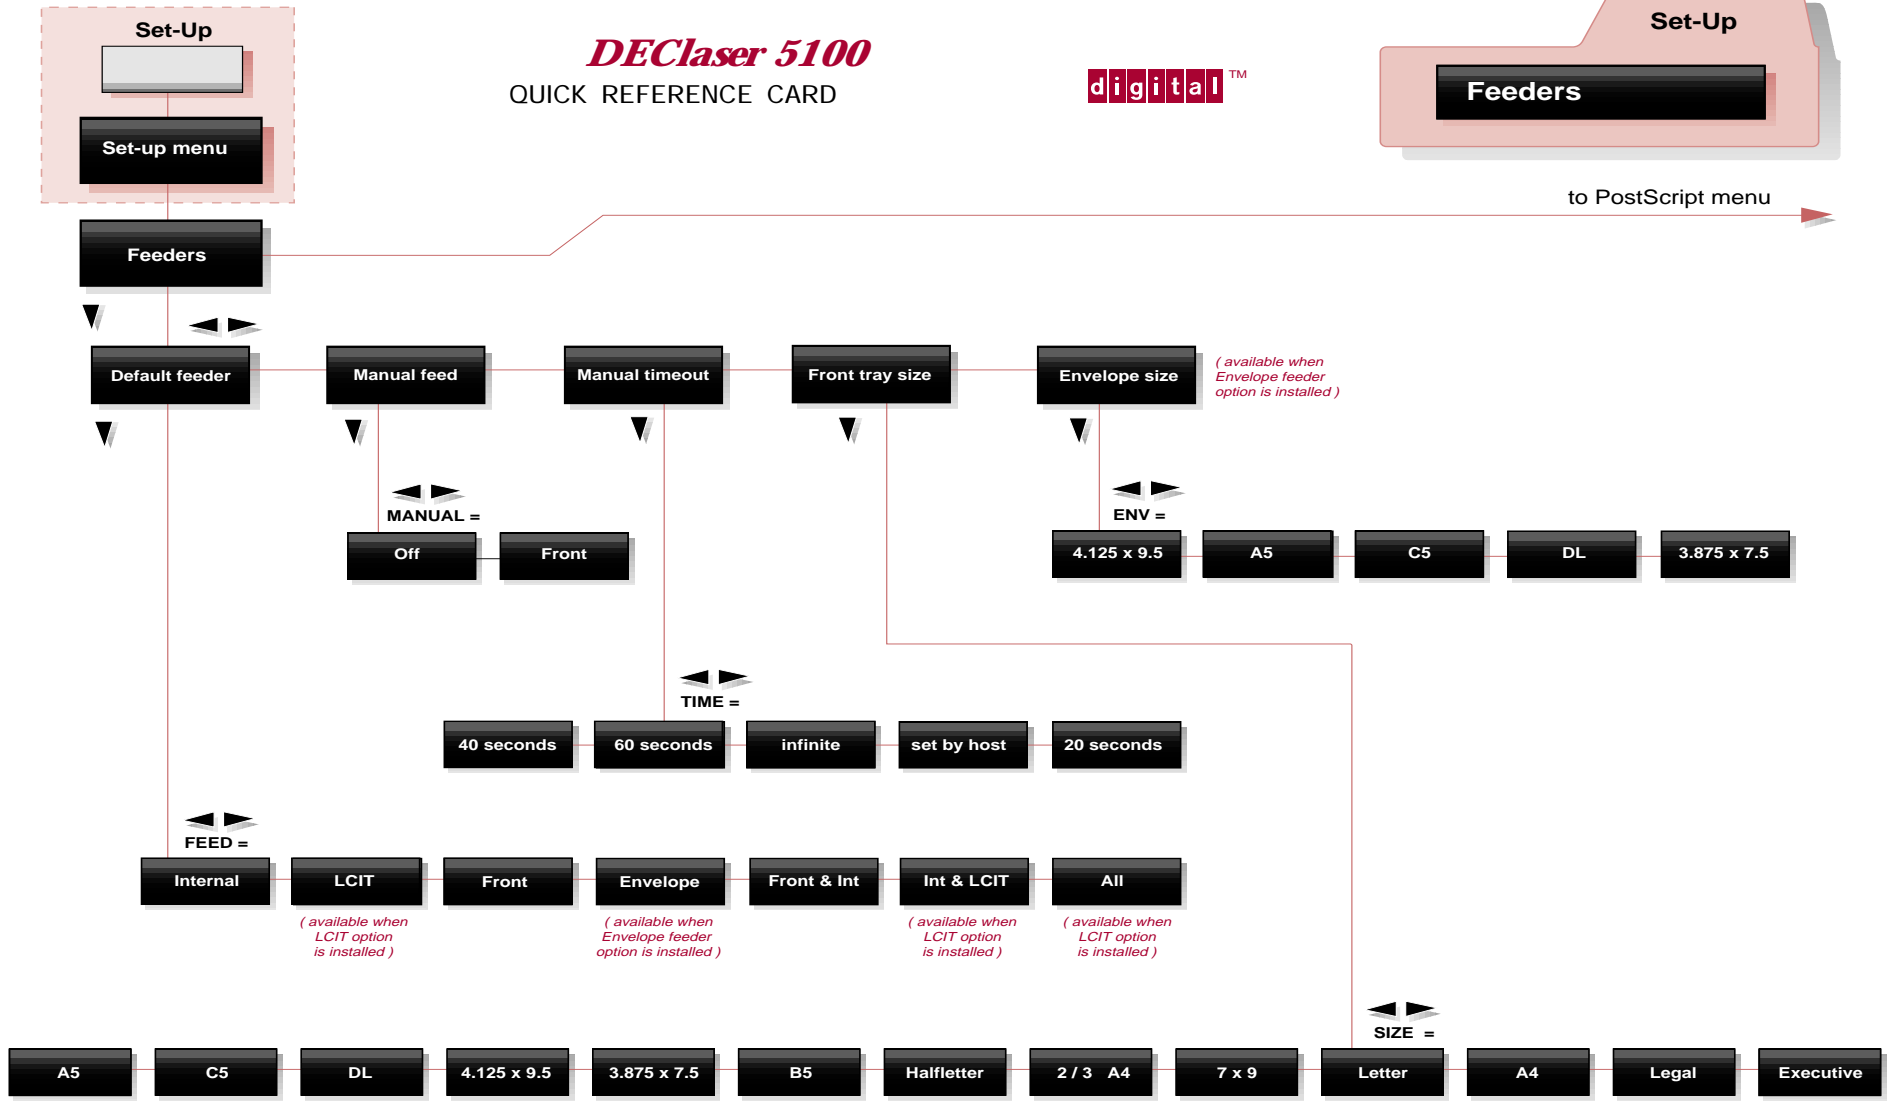 Set-Up
DEClaser 5100
QUICK REFERENCE CARD
digital™
Set-Up
Feeders
Set-up menu
to PostScript menu
Feeders
Default feeder
Manual feed
Manual timeout
Front tray size
Envelope size
( available when
Envelope feeder
option is installed )
MANUAL =
Off
Front
ENV =
4.125 x 9.5
A5
C5
DL
3.875 x 7.5
TIME =
40 seconds
60 seconds
infinite
set by host
20 seconds
FEED =
Internal
LCIT
Front
Envelope
Front & Int
Int & LCIT
All
( available when
LCIT option
is installed )
( available when
Envelope feeder
option is installed )
( available when
LCIT option
is installed )
( available when
LCIT option
is installed )
SIZE =
A5
C5
DL
4.125 x 9.5
3.875 x 7.5
B5
Halfletter
2 / 3 A4
7 x 9
Letter
A4
Legal
Executive